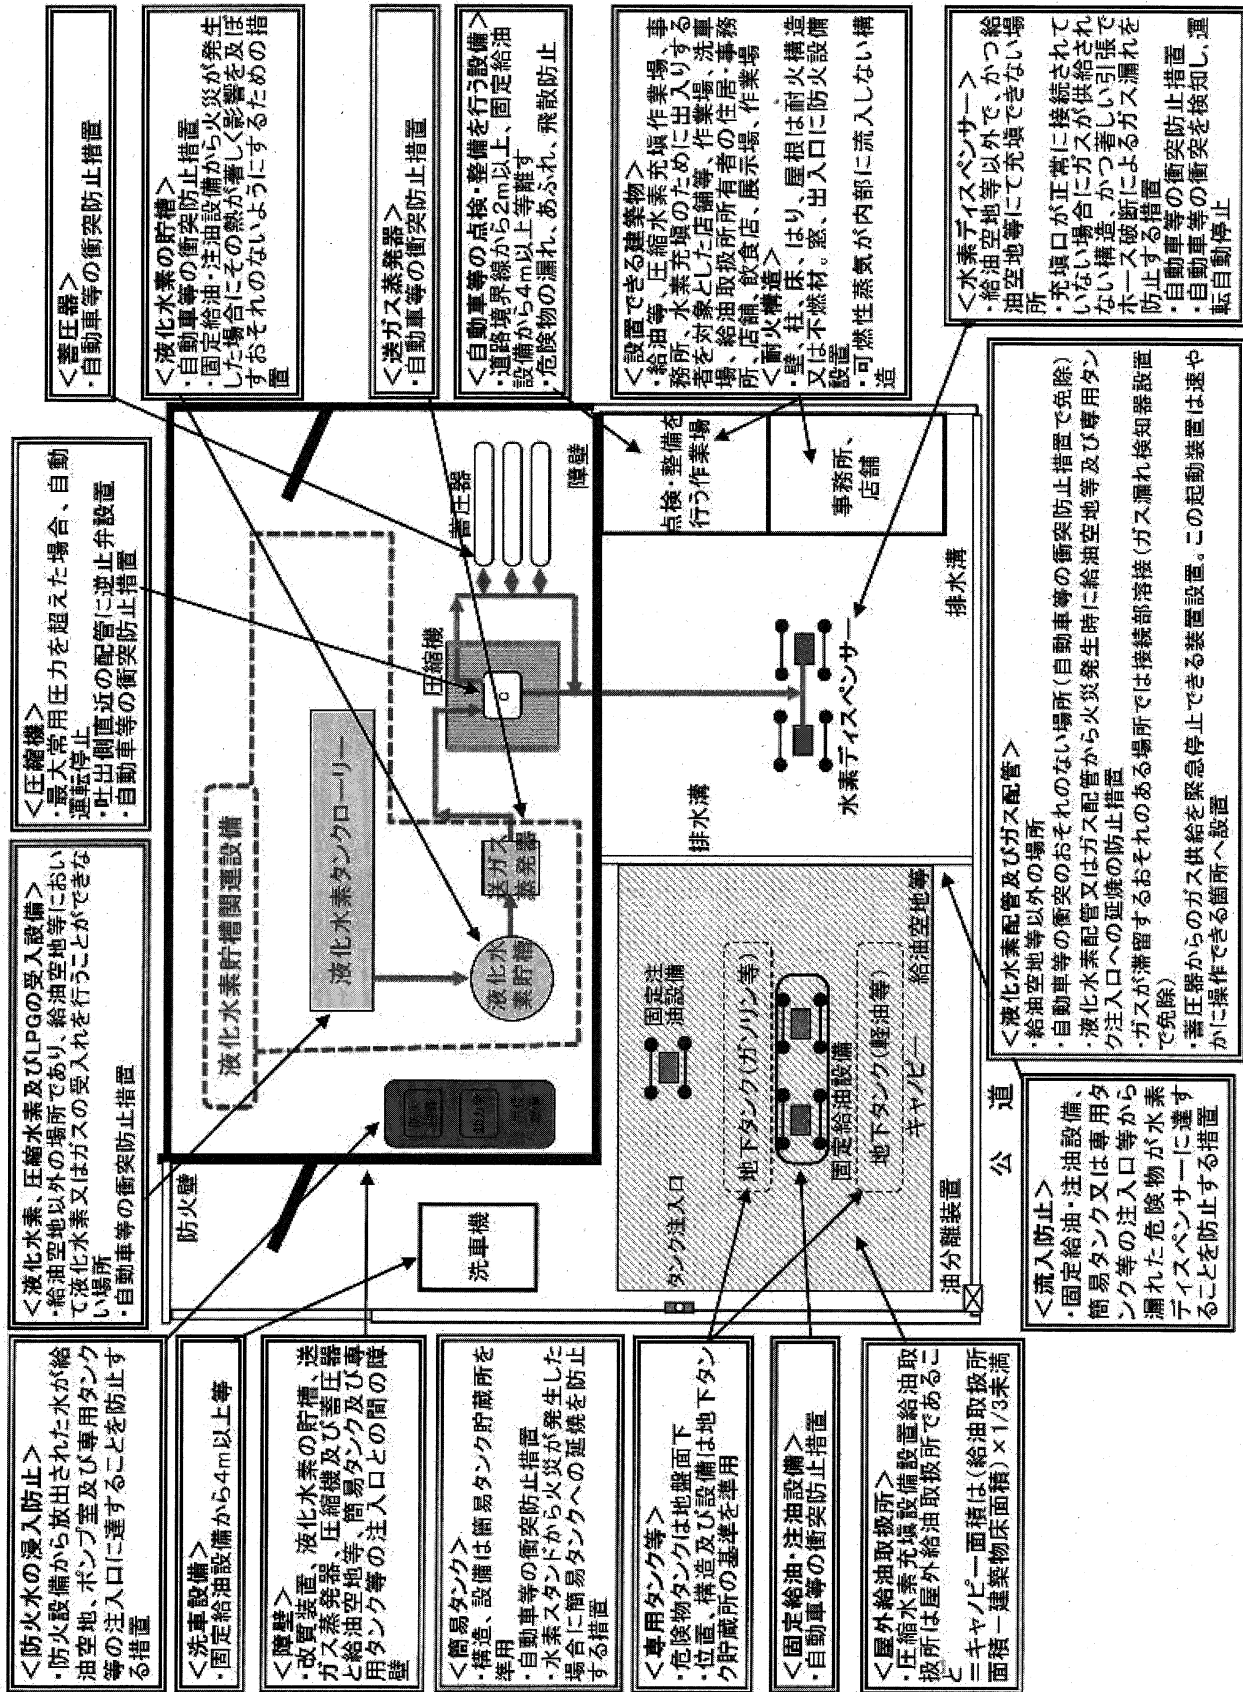 <防火水の浸入防止>
・防火設備から放出された水が給
油空地、ポンプ室及び専用タンク
等の注入口に達することを防止す
る措置
<洗車設備>
・固定給油設備から4m以上等
<障壁>
・改質装置、液化水素の貯槽、送
ガス蒸発器、圧縮機及び蓄圧器
と給油空地等、簡易タンク及び専
用タンク等の注入口との間の障
壁
<簡易タンク>
・構造、設備は簡易タンク貯蔵所を
準用
・自動車等の衝突防止措置
・水素スタンドから火災が発生した
場合に簡易タンクへの延焼を防止
する措置
<専用タンク等>
・危険物タンクは地盤面下
・位置、構造及び設備は地下タン
ク貯蔵所の基準を準用
<固定給油・注油設備>
・自動車等の衝突防止措置
<屋外給油取扱所>
・圧縮水素充填設備設置給油取
扱所は屋外給油取扱所であるこ
と
=キャノピー面積は(給油取扱所
面積-建築物床面積)×1/3未満
<液化水素、圧縮水素及びLPGの受入設備>
・給油空地以外の場所であり、給油空地等におい
て液化水素又はガスの受入れを行うことができな
い場所
・自動車等の衝突防止措置
<圧縮機>
・最大常用圧力を超えた場合、自動
運転停止
・吐出側直近の配管に逆止弁設置
・自動車等の衝突防止措置
<蓄圧器>
・自動車等の衝突防止措置
<液化水素の貯槽>
・自動車等の衝突防止措置
・固定給油・注油設備から火災が発生
した場合にその熱が著しく影響を及ぼ
すおそれのないようにするための措
置
<送ガス蒸発器>
・自動車等の衝突防止措置
<自動車等の点検・整備を行う設備>
・道路境界線から2m以上、固定給油
設備から4m以上等離す
・危険物の漏れ、あふれ、飛散防止
<設置できる建築物>
・給油等、圧縮水素充填作業場、事
務所、水素充填のために出入りする
者を対象とした店舗等、作業場、洗車
場、給油取扱所所有者の住居・事務
所、店舗、飲食店、展示場、作業場
<耐火構造>
・壁、柱、床、はり、屋根は耐火構造
又は不燃材。窓、出入口に防火設備
設置
・可燃性蒸気が内部に流入しない構
造
<水素ディスペンサー>
・給油空地等以外で、かつ給
油空地等にて充填できない場
所
・充填口が正常に接続されて
いない場合にガスが供給され
ない構造、かつ著しい引張で
ホース破断によるガス漏れを
防止する措置
・自動車等の衝突防止措置
・自動車等の衝突を検知し、運
転自動停止
防火壁
液化水素貯槽関連設備
液化水素タンクローリー
液化水
素貯槽
送ガス
蒸発器
圧縮機
C
蓄圧器
障壁
洗車機
タンク注入口
固定注
油設備
地下タンク(ガソリン等)
固定給油設備
地下タンク(軽油等)
キャノピー
給油空地等
油分離装置
排水溝
水素ディスペンサー
排水溝
点検・整備を
行う作業場
事務所、
店舗
公道
<流入防止>
・固定給油・注油設備、
簡易タンク又は専用タ
ンク等の注入口等から
漏れた危険物が水素
ディスペンサーに達す
ることを防止する措置
<液化水素配管及びガス配管>
・給油空地等以外の場所
・自動車等の衝突のおそれのない場所(自動車等の衝突防止措置で免除)
・液化水素配管又はガス配管から火災発生時に給油空地等及び専用タン
ク注入口への延焼の防止措置
・ガスが滞留するおそれのある場所では接続部溶接(ガス漏れ検知器設置
で免除)
・蓄圧器からのガス供給を緊急停止できる装置設置。この起動装置は速や
かに操作できる箇所へ設置